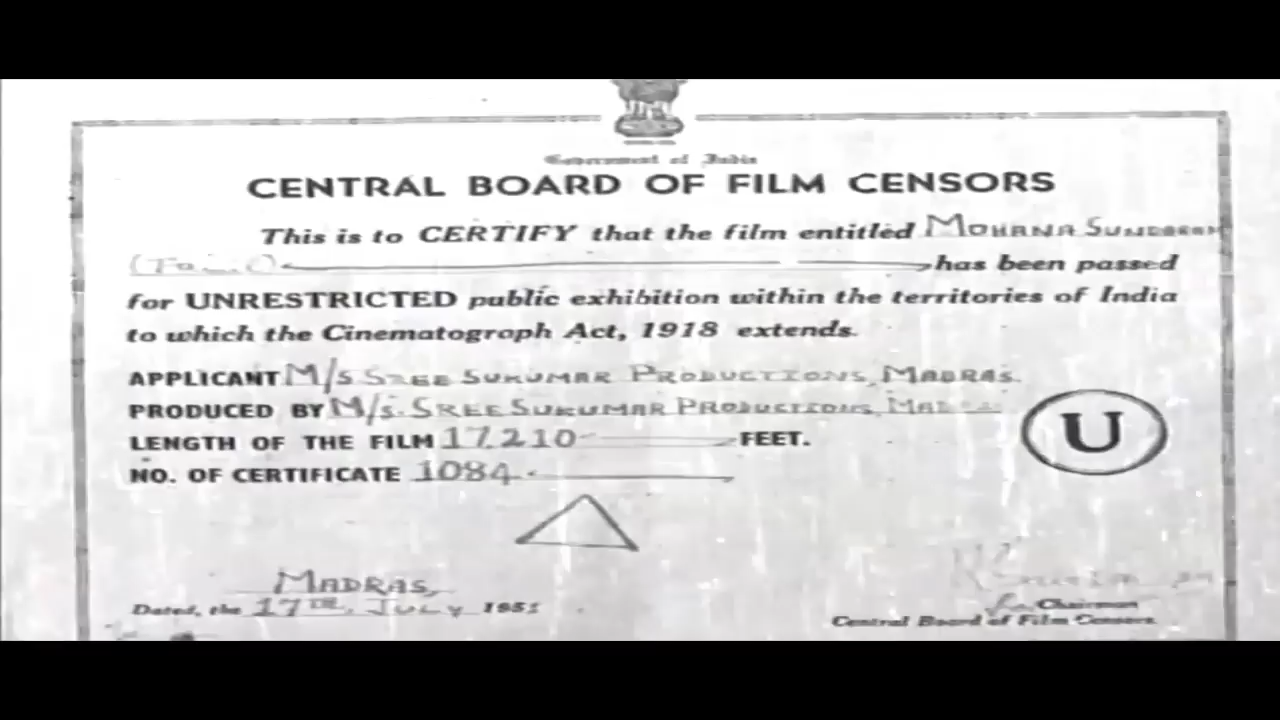 Government of India
CENTRAL BOARD OF FILM CENSORS
This is to CERTIFY that the film entitled MOHANA SUNDARAM
has been passed
for UNRESTRICTED public exhibition within the territories of India
to which the Cinematograph Act, 1918 extends.
APPLICANT M/S SREE SUKUMAR PRODUCTIONS, MADRAS.
PRODUCED BY M/S. SREE SUKUMAR PRODUCTIONS,
LENGTH OF THE FILM 17,210 FEET.
U
NO. OF CERTIFICATE 1084.
MADRAS,
Dated, the 17TH, JULY 1951
Chairman
Central Board of Film Censors